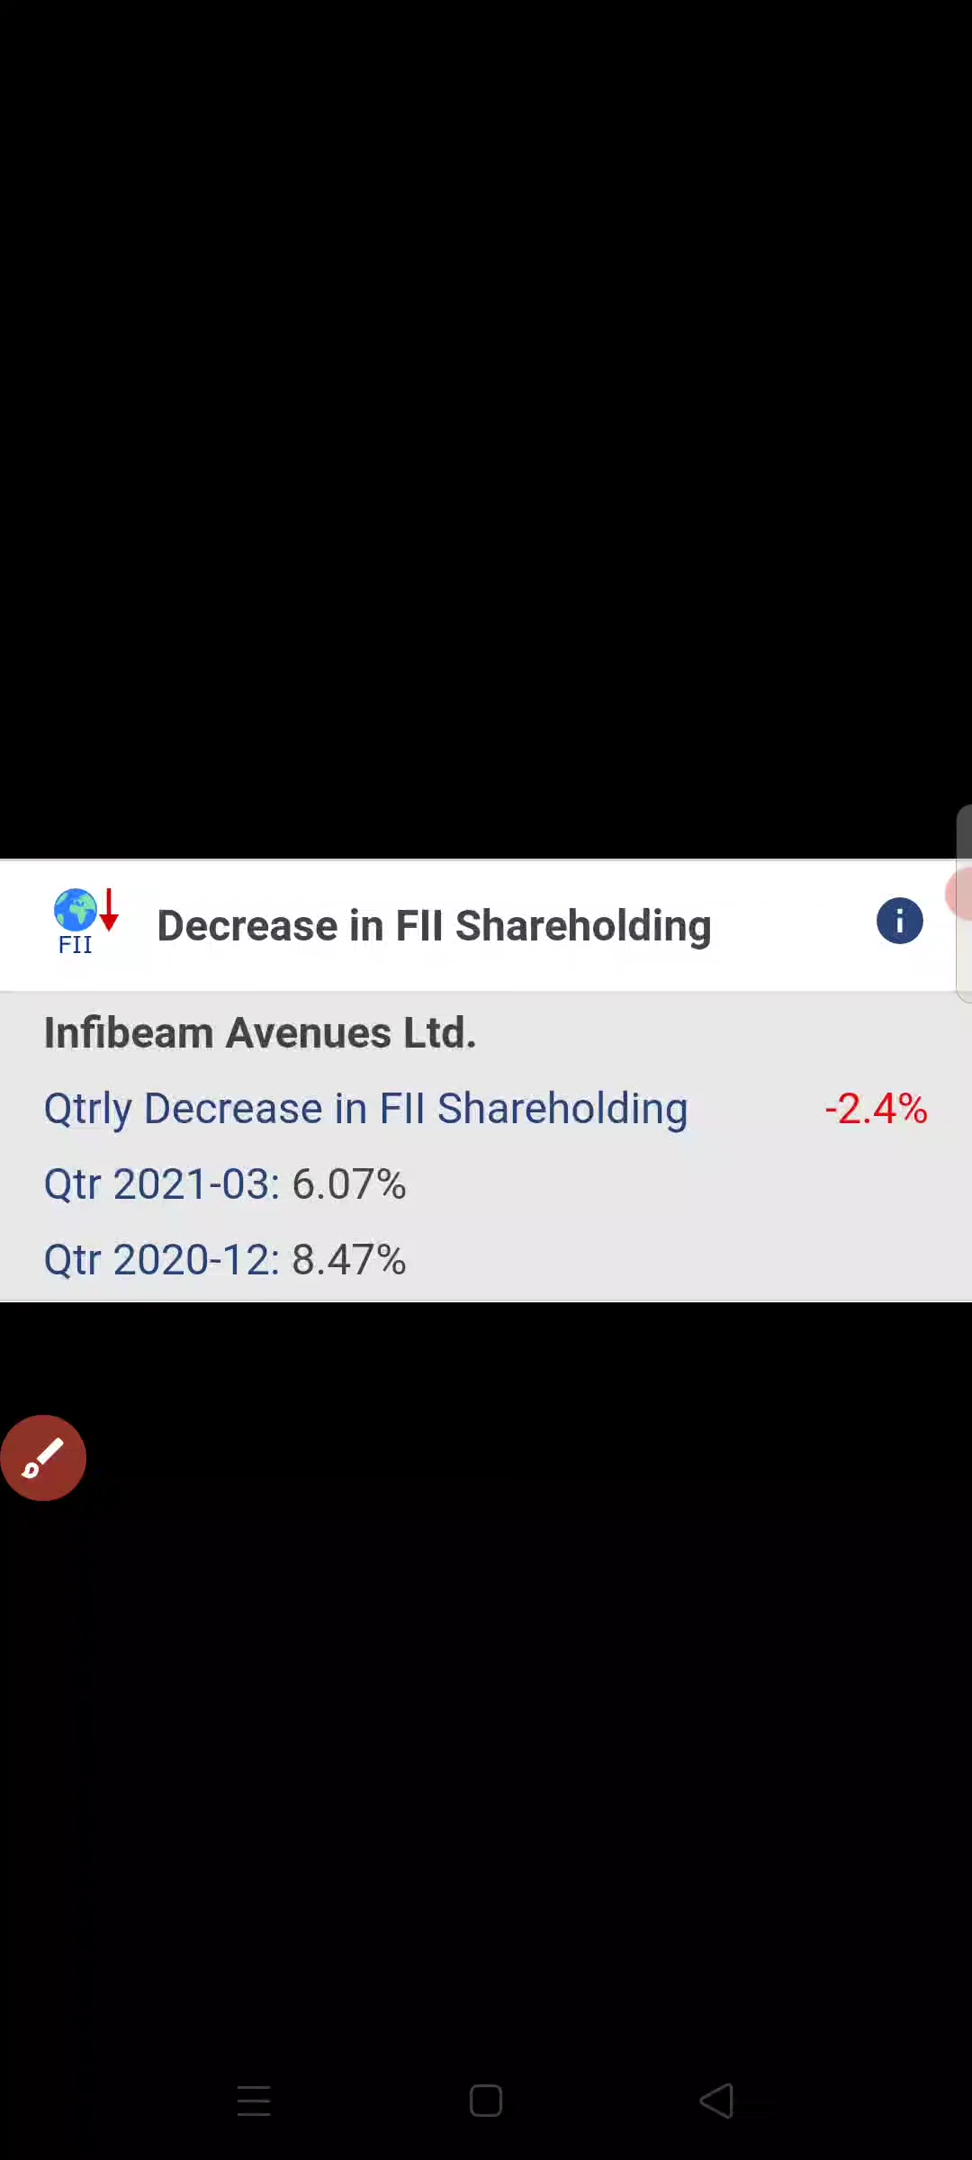 FII
Decrease in FII Shareholding
i
Infibeam Avenues Ltd.
Qtrly Decrease in FII Shareholding -2.4%
Qtr 2021-03: 6.07%
Qtr 2020-12: 8.47%